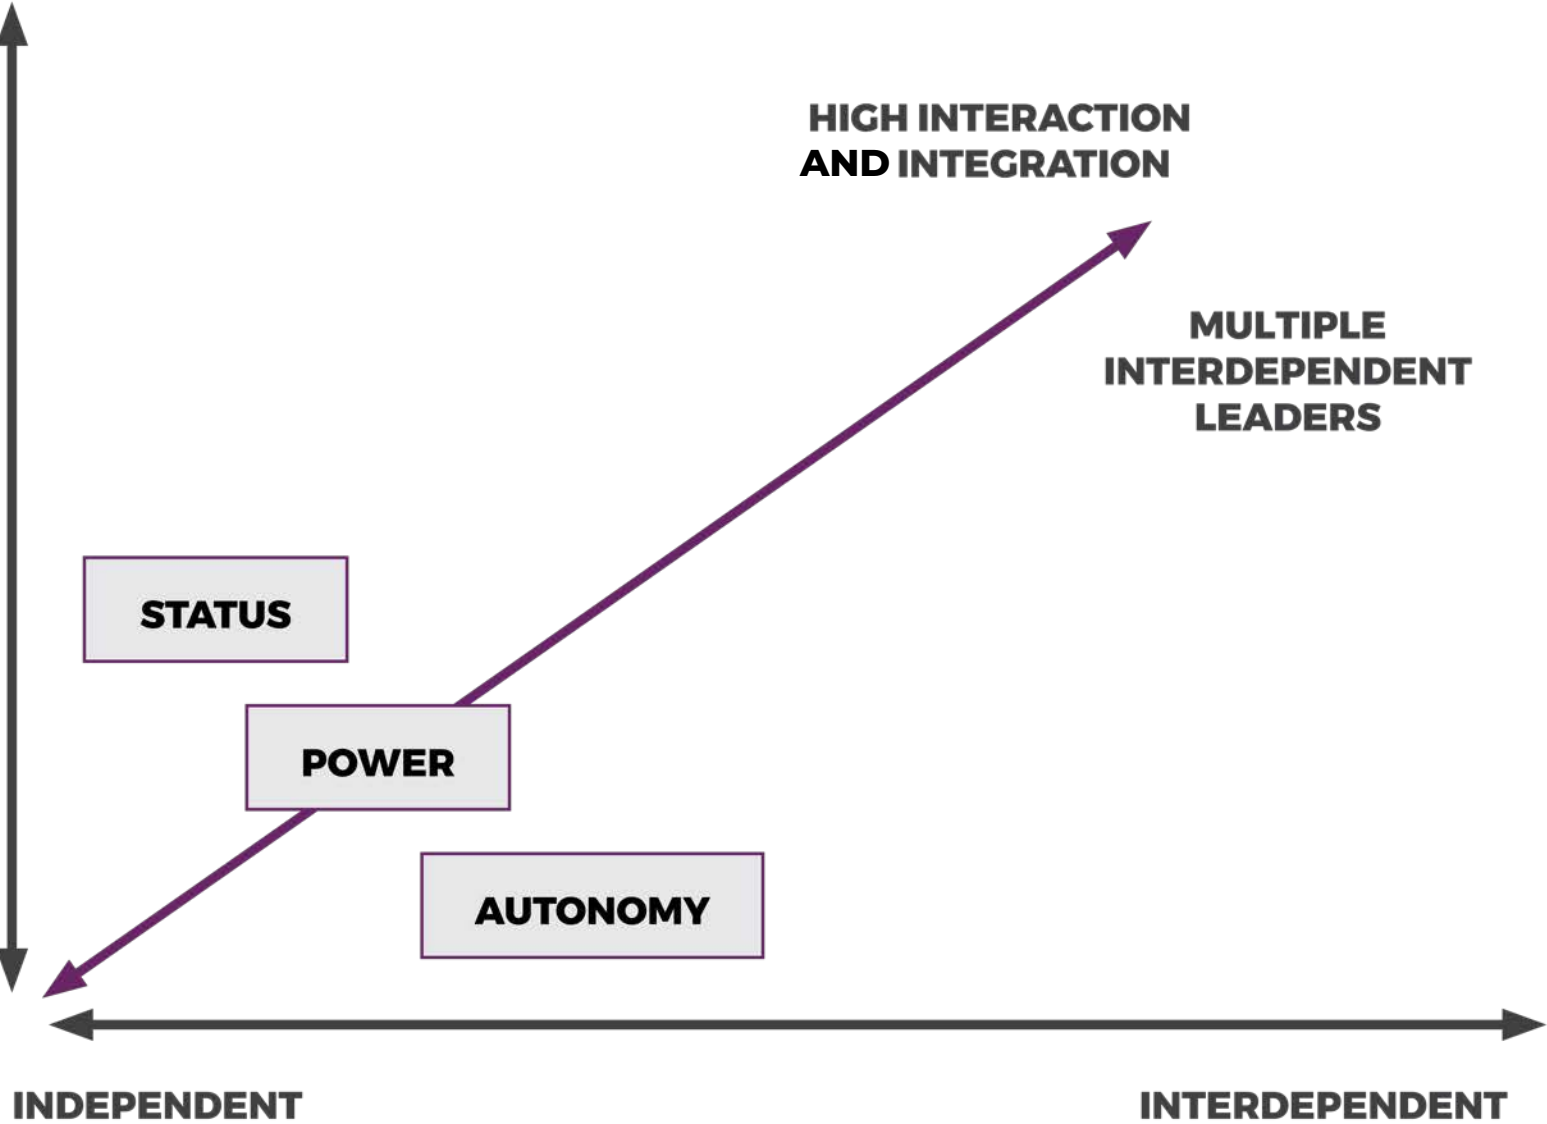 HIGH INTERACTION
AND INTEGRATION
MULTIPLE
INTERDEPENDENT
LEADERS
STATUS
POWER
AUTONOMY
INDEPENDENT
INTERDEPENDENT